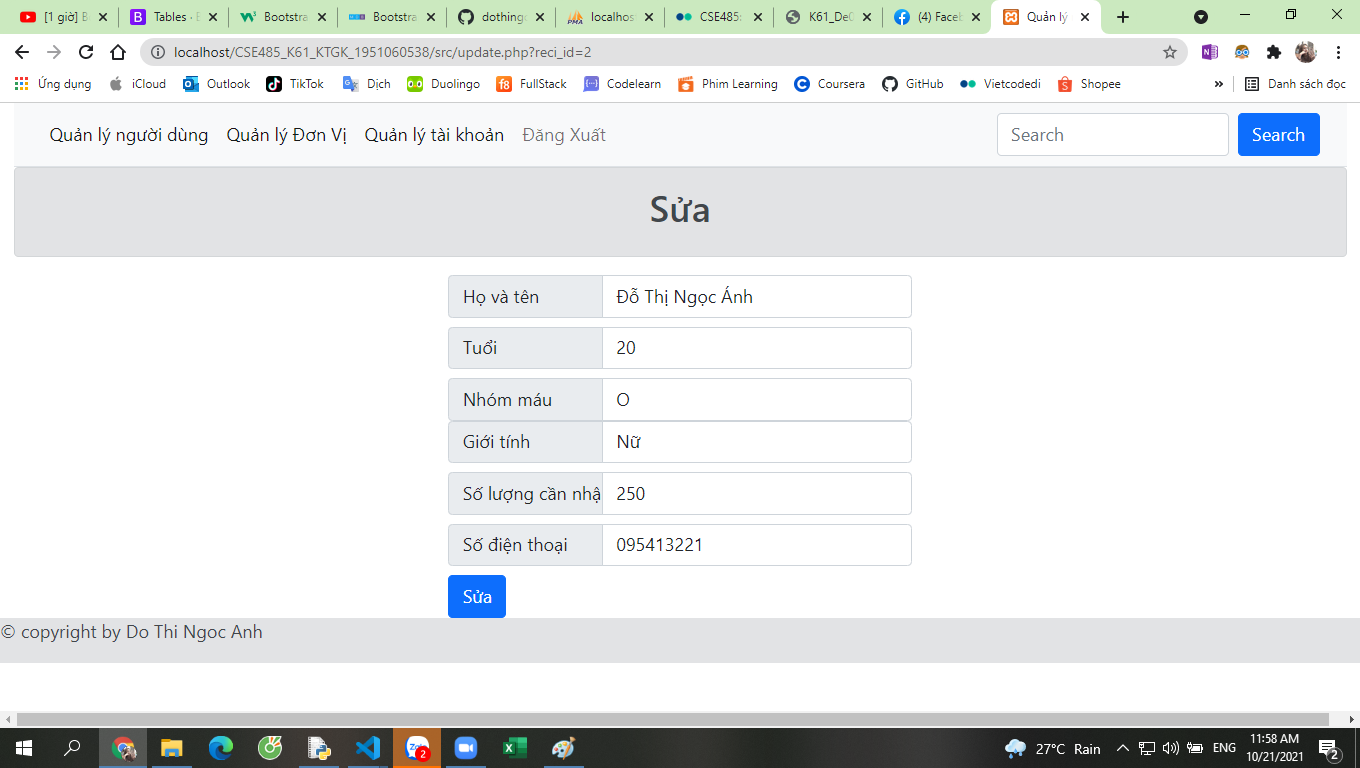 [1 giờ] B
Tables · B
Bootstra
Bootstra
dothingo
localhos
CSE485
K61_DeC
(4) Faceb
Quản lý
localhost/CSE485_K61_KTGK_1951060538/src/update.php?reci_id=2
Ứng dụng iCloud Outlook TikTok Dịch Duolingo FullStack Codelearn Phim Learning Coursera GitHub Vietcodedi Shopee » Danh sách đọc
Quản lý người dùng Quản lý Đơn Vị Quản lý tài khoản Đăng Xuất Search Search
Sửa
Họ và tên Đỗ Thị Ngọc Ánh
Tuổi 20
Nhóm máu O
Giới tính Nữ
Số lượng cần nhậ 250
Số điện thoại 095413221
Sửa
© copyright by Do Thi Ngoc Anh
27°C Rain ENG 11:58 AM
10/21/2021
2
2